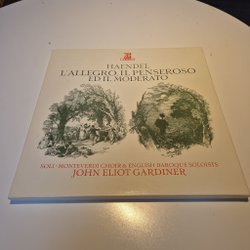 HAENDEL
L'ALLEGRO, IL PENSEROSO
ED IL MODERATO
SOLI · MONTEVERDI CHOIR & ENGLISH BAROQUE SOLOISTS
JOHN ELIOT GARDINER